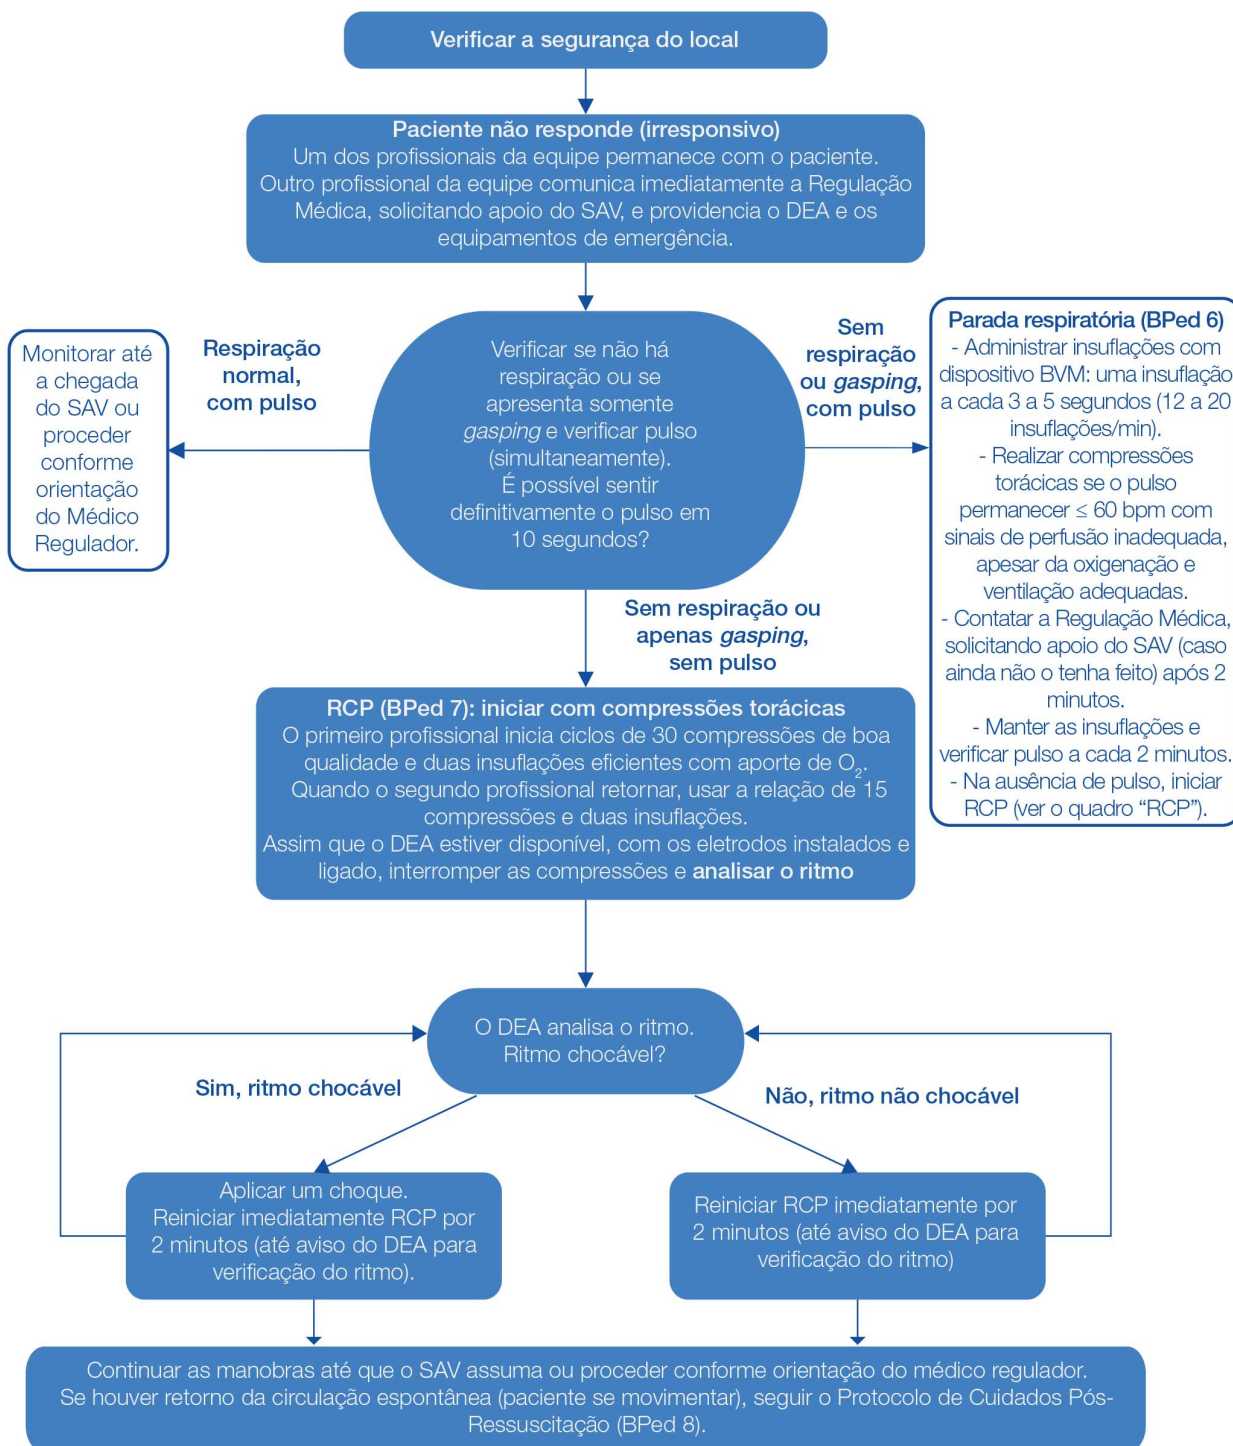 Verificar a segurança do local
Paciente não responde (irresponsivo)
Um dos profissionais da equipe permanece com o paciente.
Outro profissional da equipe comunica imediatamente a Regulação
Médica, solicitando apoio do SAV, e providencia o DEA e os
equipamentos de emergência.
Verificar se não há
respiração ou se
apresenta somente
gasping e verificar pulso
(simultaneamente).
É possível sentir
definitivamente o pulso em
10 segundos?
Respiração
normal,
com pulso
Monitorar até
a chegada
do SAV ou
proceder
conforme
orientação
do Médico
Regulador.
Sem
respiração
ou gasping,
com pulso
Parada respiratória (BPed 6)
- Administrar insuflações com
dispositivo BVM: uma insuflação
a cada 3 a 5 segundos (12 a 20
insuflações/min).
- Realizar compressões
torácicas se o pulso
permanecer ≤ 60 bpm com
sinais de perfusão inadequada,
apesar da oxigenação e
ventilação adequadas.
- Contatar a Regulação Médica,
solicitando apoio do SAV (caso
ainda não o tenha feito) após 2
minutos.
- Manter as insuflações e
verificar pulso a cada 2 minutos.
- Na ausência de pulso, iniciar
RCP (ver o quadro “RCP”).
Sem respiração ou
apenas gasping,
sem pulso
RCP (BPed 7): iniciar com compressões torácicas
O primeiro profissional inicia ciclos de 30 compressões de boa
qualidade e duas insuflações eficientes com aporte de O₂.
Quando o segundo profissional retornar, usar a relação de 15
compressões e duas insuflações.
Assim que o DEA estiver disponível, com os eletrodos instalados e
ligado, interromper as compressões e analisar o ritmo
O DEA analisa o ritmo.
Ritmo chocável?
Sim, ritmo chocável
Não, ritmo não chocável
Aplicar um choque.
Reiniciar imediatamente RCP por
2 minutos (até aviso do DEA para
verificação do ritmo).
Reiniciar RCP imediatamente por
2 minutos (até aviso do DEA para
verificação do ritmo)
Continuar as manobras até que o SAV assuma ou proceder conforme orientação do médico regulador.
Se houver retorno da circulação espontânea (paciente se movimentar), seguir o Protocolo de Cuidados Pós-
Ressuscitação (BPed 8).